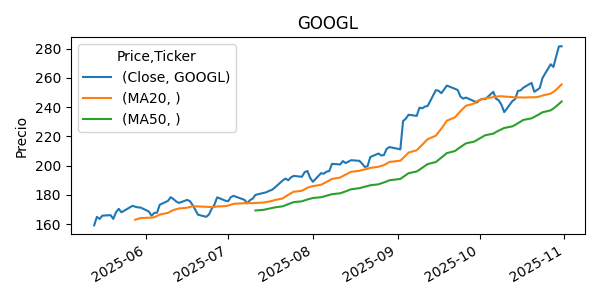 GOOGL
Price,Ticker
(Close, GOOGL)
(MA20, )
(MA50, )
Precio
280
260
240
220
200
180
160
2025-06
2025-07
2025-08
2025-09
2025-10
2025-11